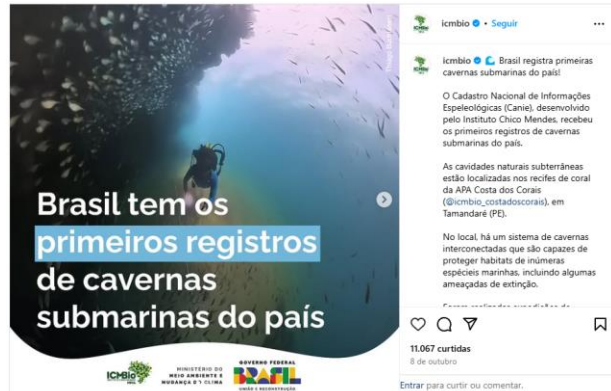 Brasil tem os
primeiros registros
de cavernas
submarinas do país
ICMBio
MINISTÉRIO DO
MEIO AMBIENTE E
MUDANÇA DO CLIMA
GOVERNO FEDERAL
BRASIL
UNIÃO E RECONSTRUÇÃO
icmbio • Seguir
icmbio Brasil registra primeiras
cavernas submarinas do país!
O Cadastro Nacional de Informações
Espeleológicas (Canie), desenvolvido
pelo Instituto Chico Mendes, recebeu
os primeiros registros de cavernas
submarinas do país.
As cavidades naturais subterrâneas
estão localizadas nos recifes de coral
da APA Costa dos Corais
(@icmbio_costadoscorais), em
Tamandaré (PE).
No local, há um sistema de cavernas
interconectadas que são capazes de
proteger habitats de inúmeras
espécieis marinhas, incluindo algumas
ameaçadas de extinção.
11.067 curtidas
8 de outubro
Entrar para curtir ou comentar.